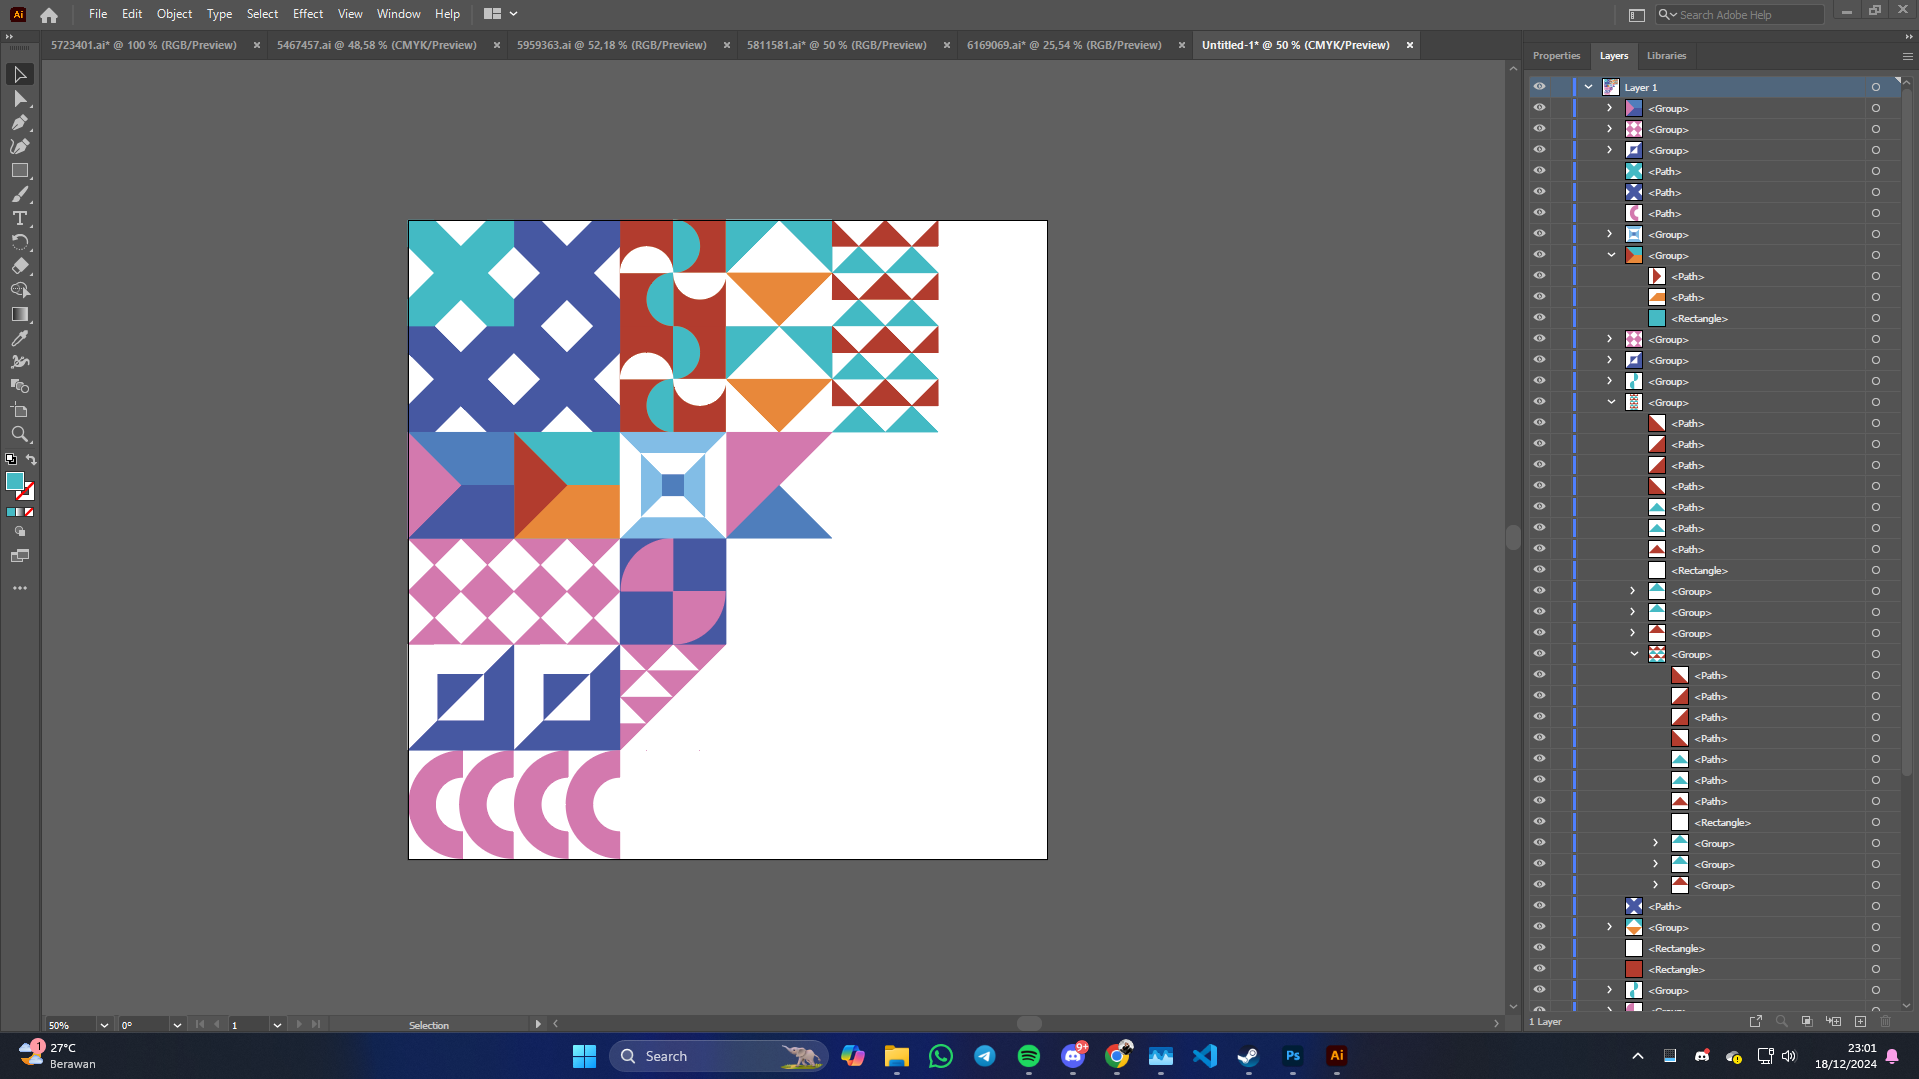 Ai File Edit Object Type Select Effect View Window Help Search Adobe Help
5723401.ai* @ 100 % (RGB/Preview) 5467457.ai @ 48,58 % (CMYK/Preview) 5959363.ai @ 52,18 % (RGB/Preview) 5811581.ai* @ 50 % (RGB/Preview) 6169069.ai* @ 25,54 % (RGB/Preview) Untitled-1* @ 50 % (CMYK/Preview)
Properties Layers Libraries
Layer 1
<Group>
<Group>
<Group>
<Path>
<Path>
<Path>
<Group>
<Group>
<Path>
<Path>
<Rectangle>
<Group>
<Group>
<Group>
<Group>
<Path>
<Path>
<Path>
<Path>
<Path>
<Path>
<Path>
<Rectangle>
<Group>
<Group>
<Group>
<Group>
<Path>
<Path>
<Path>
<Path>
<Path>
<Path>
<Path>
<Rectangle>
<Group>
<Group>
<Group>
<Path>
<Group>
<Rectangle>
<Rectangle>
<Group>
50% 0° 1 Selection
1 Layer
1 27°C
Berawan
Search
9+
Ps
Ai
23:01
18/12/2024